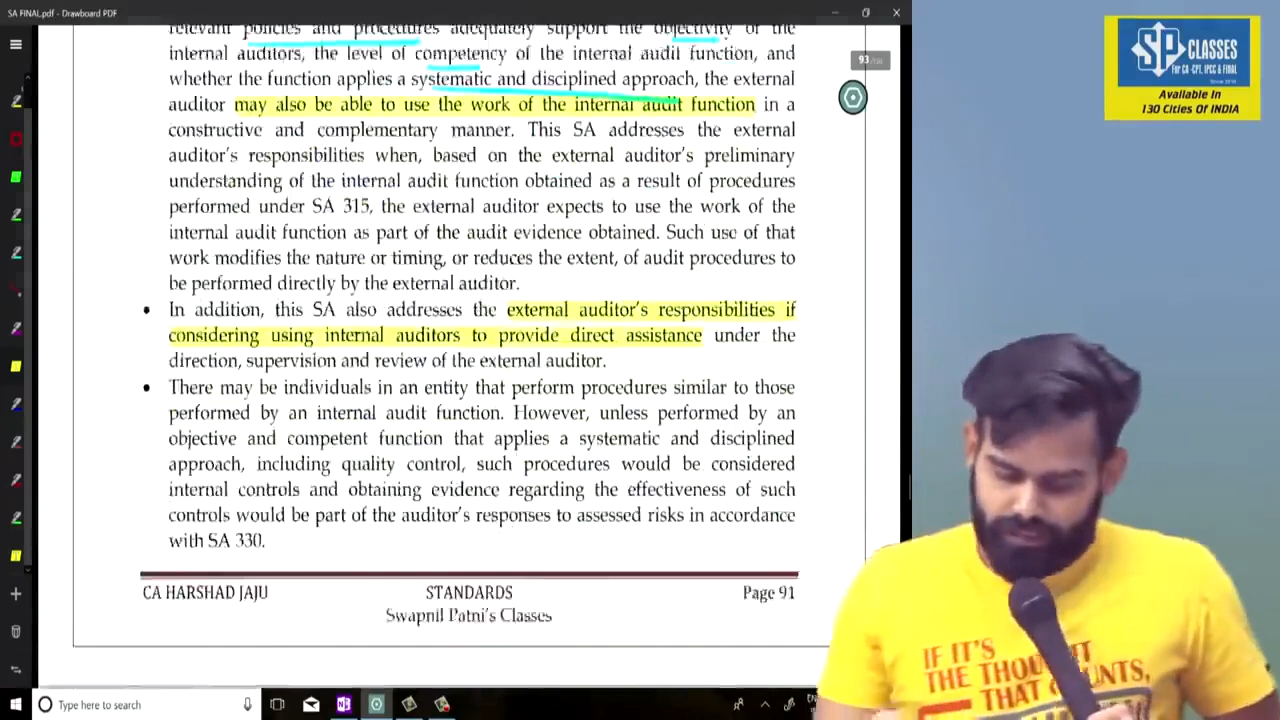 SA FINAL.pdf - Drawboard PDF
relevant policies and procedures adequately support the objectivity of the
internal auditors, the level of competency of the internal audit function, and
whether the function applies a systematic and disciplined approach, the external
auditor may also be able to use the work of the internal audit function in a
constructive and complementary manner. This SA addresses the external
auditor's responsibilities when, based on the external auditor's preliminary
understanding of the internal audit function obtained as a result of procedures
performed under SA 315, the external auditor expects to use the work of the
internal audit function as part of the audit evidence obtained. Such use of that
work modifies the nature or timing, or reduces the extent, of audit procedures to
be performed directly by the external auditor.
• In addition, this SA also addresses the external auditor's responsibilities if
considering using internal auditors to provide direct assistance under the
direction, supervision and review of the external auditor.
• There may be individuals in an entity that perform procedures similar to those
performed by an internal audit function. However, unless performed by an
objective and competent function that applies a systematic and disciplined
approach, including quality control, such procedures would be considered
internal controls and obtaining evidence regarding the effectiveness of such
controls would be part of the auditor's responses to assessed risks in accordance
with SA 330.
CA HARSHAD JAJU STANDARDS Page 91
Swapnil Patni's Classes
93
SP CLASSES
For CA-CPT, IPCC & FINAL
Available In
130 Cities Of INDIA
IF IT'S
THE THOUGHT
THAT
Type here to search